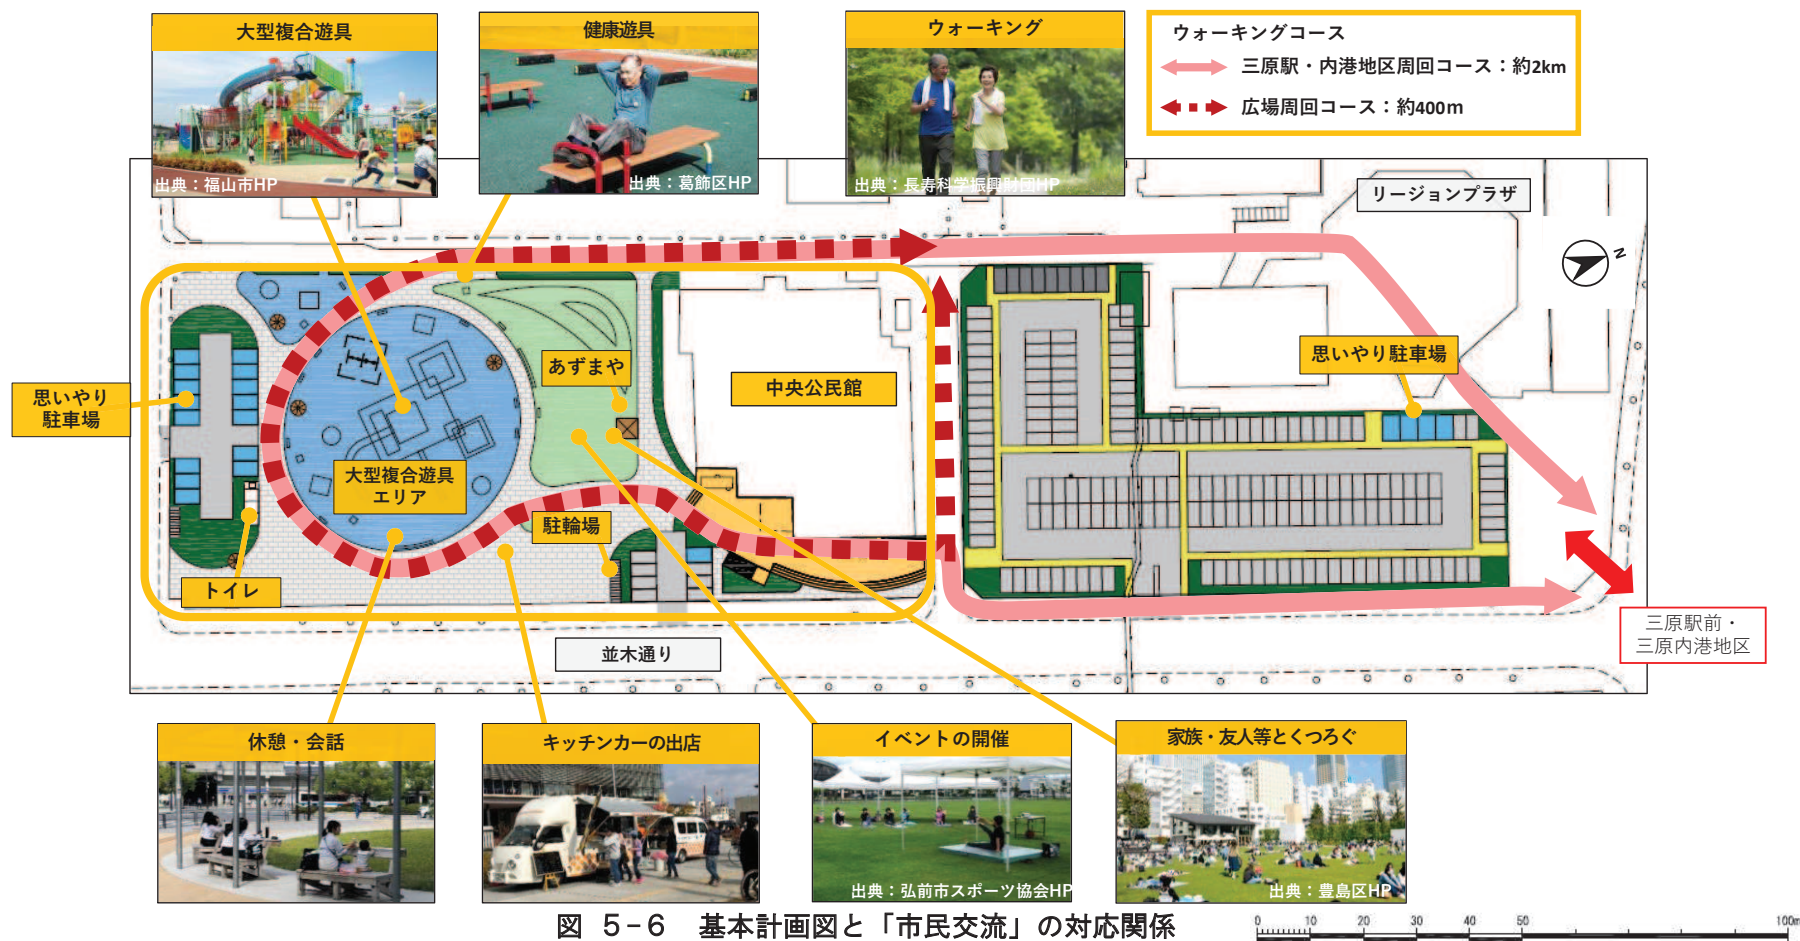 大型複合遊具
出典：福山市HP
健康遊具
出典：葛飾区HP
ウォーキング
出典：長寿科学振興財団HP
ウォーキングコース
三原駅・内港地区周回コース：約2km
広場周回コース：約400m
リージョンプラザ
N
思いやり
駐車場
あずまや
中央公民館
思いやり駐車場
大型複合遊具
エリア
駐輪場
トイレ
並木通り
三原駅前・
三原内港地区
休憩・会話
キッチンカーの出店
イベントの開催
出典：弘前市スポーツ協会HP
家族・友人等とくつろぐ
出典：豊島区HP
図 5-6 基本計画図と「市民交流」の対応関係
0 10 20 30 40 50 100m